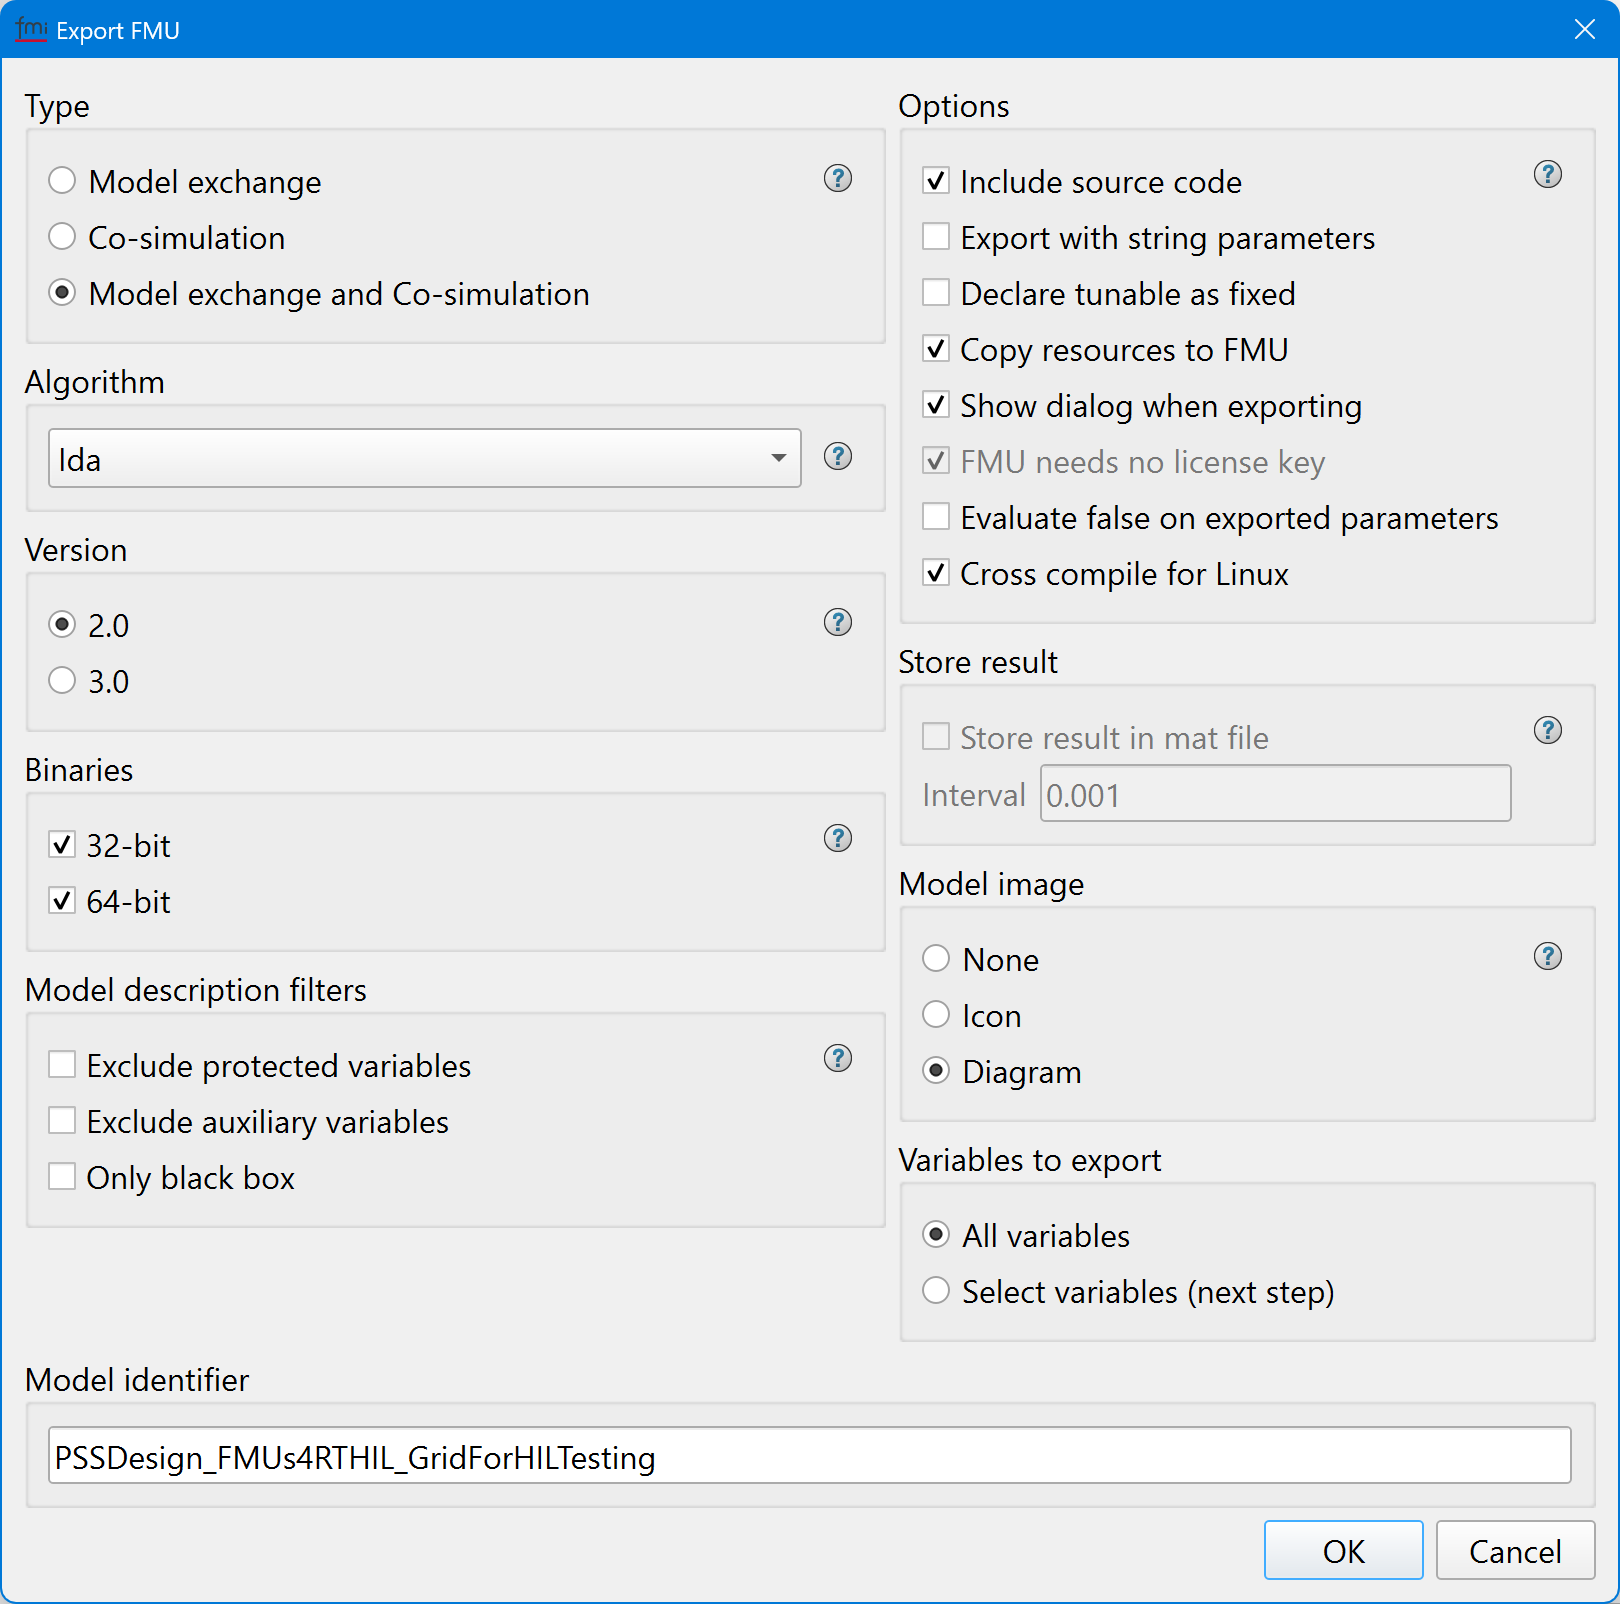 fmi Export FMU
Type
Model exchange
Co-simulation
Model exchange and Co-simulation
Algorithm
Ida
Version
2.0
3.0
Binaries
32-bit
64-bit
Model description filters
Exclude protected variables
Exclude auxiliary variables
Only black box
Options
Include source code
Export with string parameters
Declare tunable as fixed
Copy resources to FMU
Show dialog when exporting
FMU needs no license key
Evaluate false on exported parameters
Cross compile for Linux
Store result
Store result in mat file
Interval 0.001
Model image
None
Icon
Diagram
Variables to export
All variables
Select variables (next step)
Model identifier
PSSDesign_FMUs4RTHIL_GridForHILTesting
OK Cancel